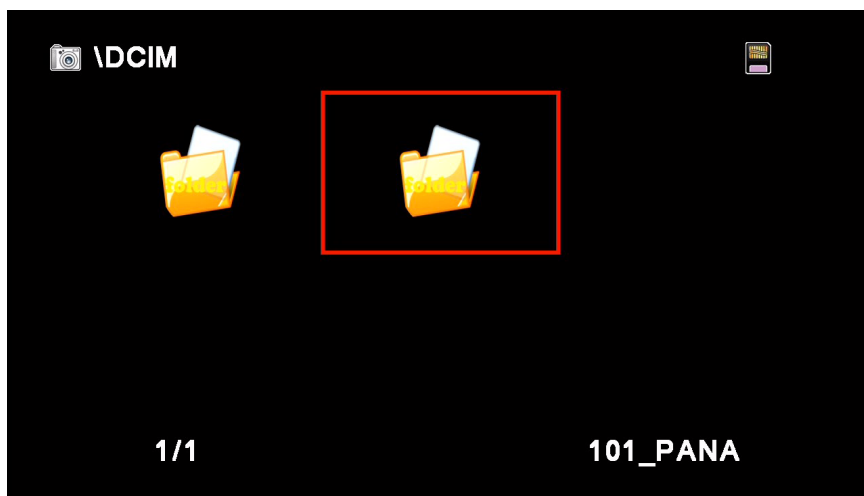 \DCIM
folder
folder
1/1
101_PANA